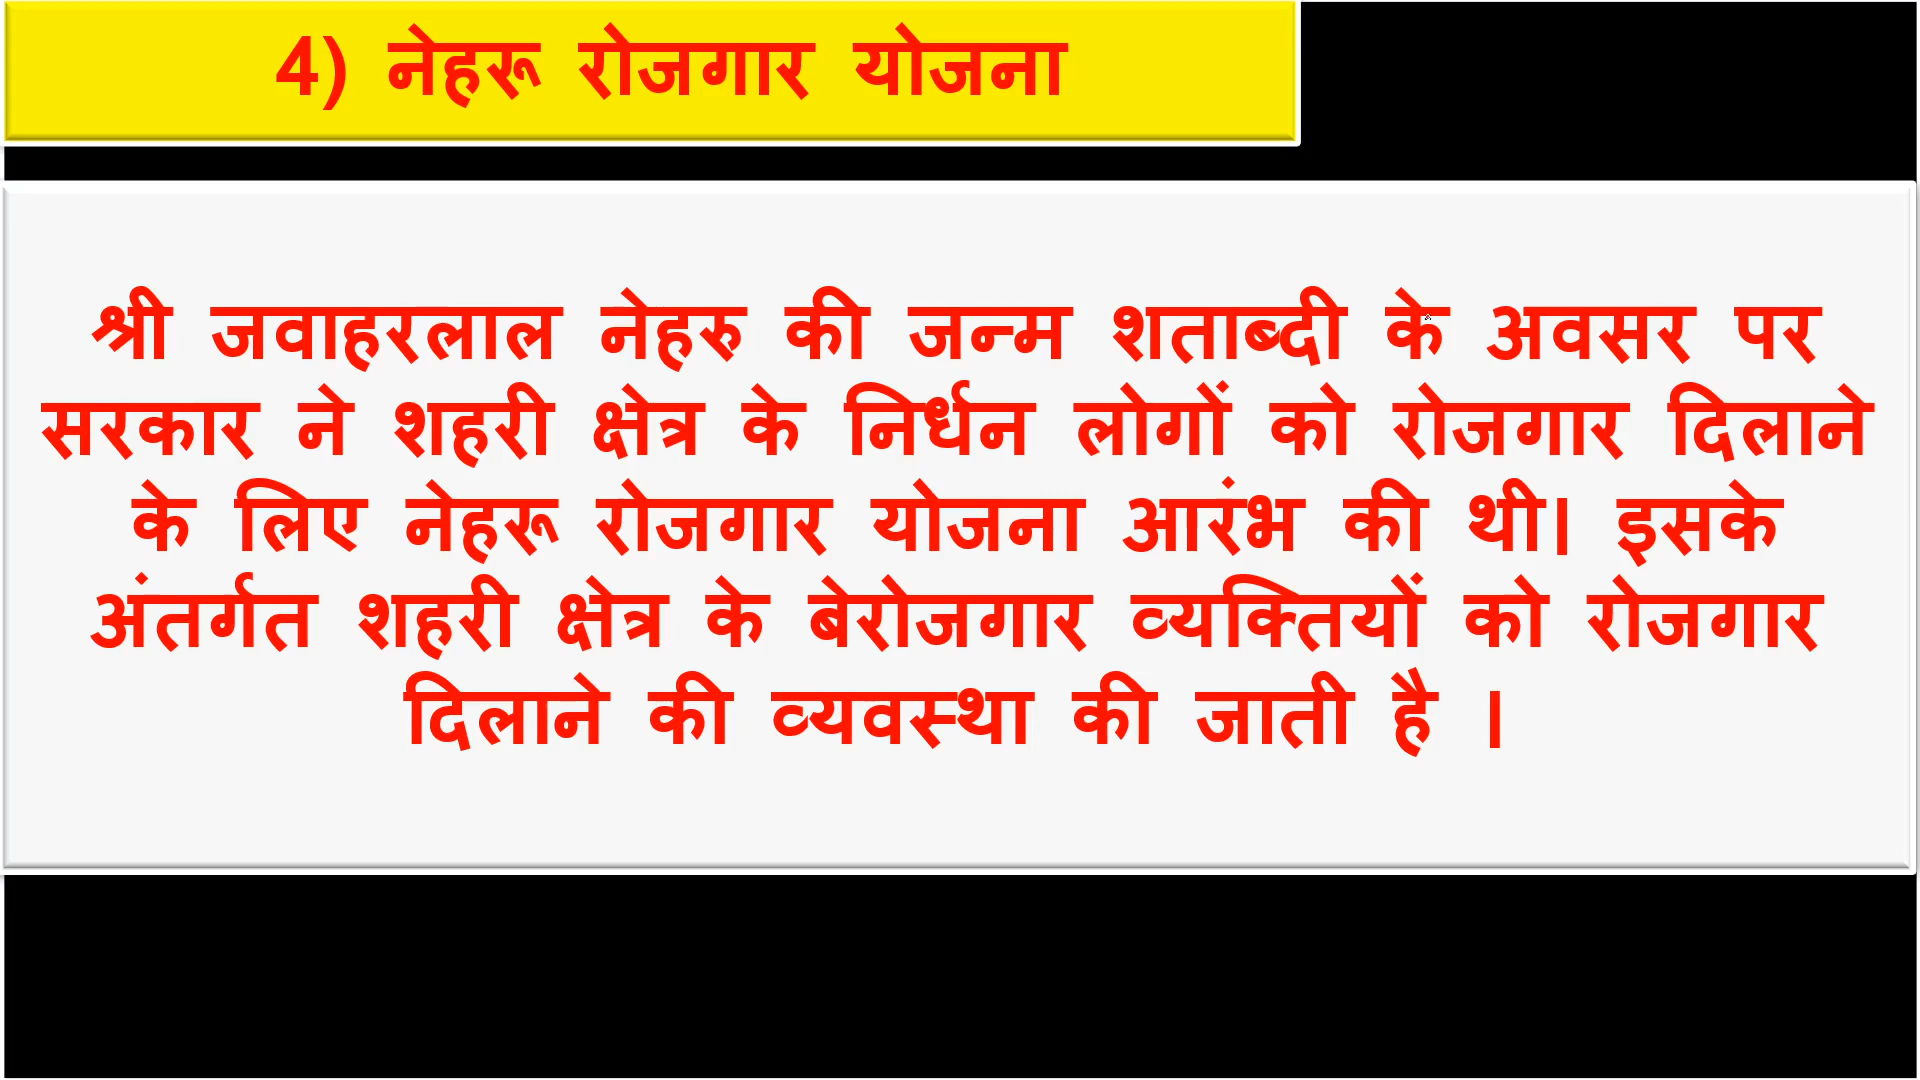 4) नेहरू रोजगार योजना
श्री जवाहरलाल नेहरु की जन्म शताब्दी के अवसर पर
सरकार ने शहरी क्षेत्र के निर्धन लोगों को रोजगार दिलाने
के लिए नेहरू रोजगार योजना आरंभ की थी। इसके
अंतर्गत शहरी क्षेत्र के बेरोजगार व्यक्तियों को रोजगार
दिलाने की व्यवस्था की जाती है ।